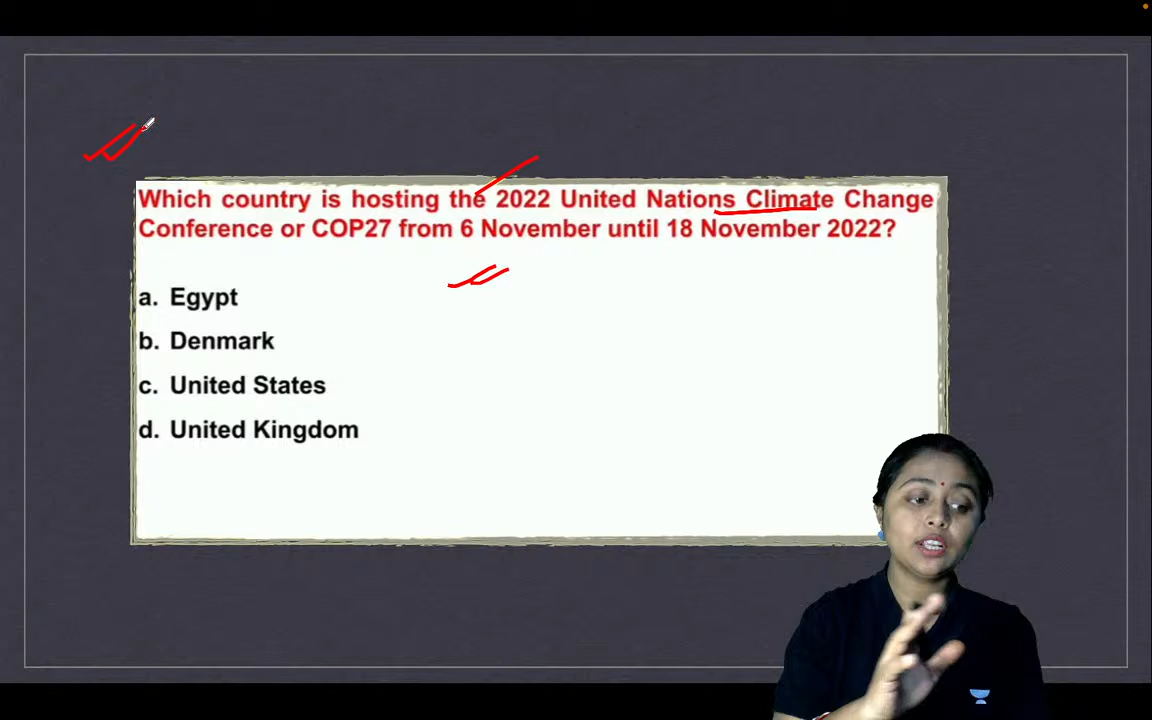 Which country is hosting the 2022 United Nations Climate Change
Conference or COP27 from 6 November until 18 November 2022?
a. Egypt
b. Denmark
c. United States
d. United Kingdom